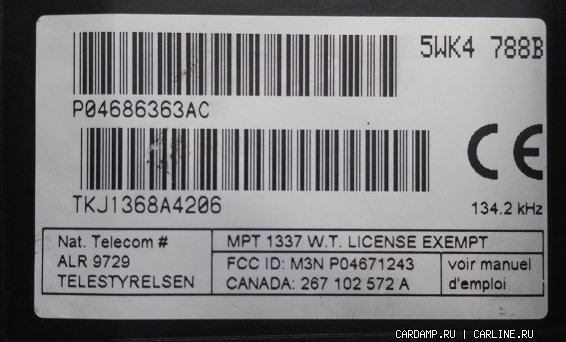 5WK4 788B
P04686363AC
TKJ1368A4206
CE
134.2 kHz
Nat. Telecom #
ALR 9729
TELESTYRELSEN
MPT 1337 W.T. LICENSE EXEMPT
FCC ID: M3N P04671243
CANADA: 267 102 572 A
voir manuel
d'emploi
CARDAMP.RU | CARLINE.RU